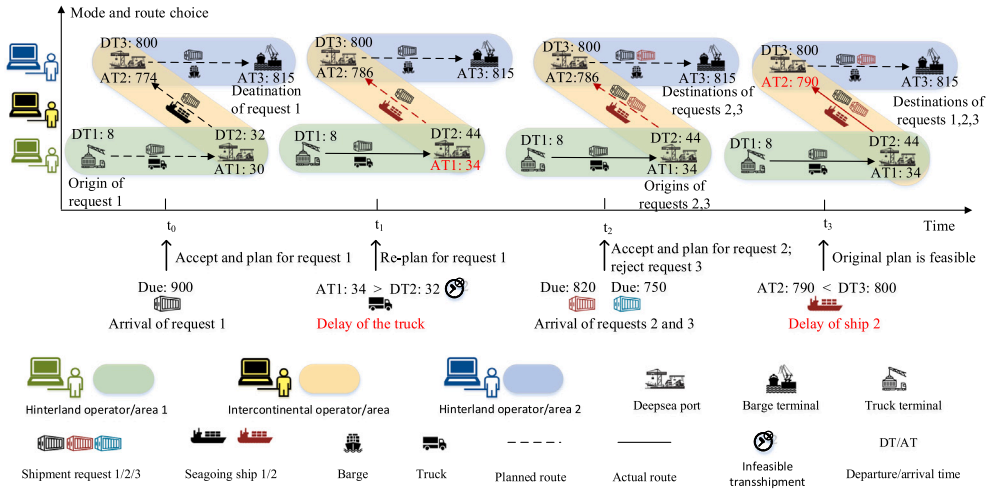 Mode and route choice
DT3: 800
AT2: 774
AT3: 815
Deatination
of request 1
DT1: 8
DT2: 32
AT1: 30
Origin of
request 1
DT3: 800
AT2: 786
AT3: 815
DT1: 8
DT2: 44
AT1: 34
DT3: 800
AT2:786
AT3: 815
Destinations of
requests 2,3
DT1: 8
DT2: 44
AT1: 34
Origins of
requests 2,3
DT3: 800
AT2: 790
AT3: 815
Destinations of
requests 1,2,3
DT1: 8
DT2: 44
AT1: 34
t0
t1
t2
t3
Time
Accept and plan for request 1
Due: 900
Arrival of request 1
Re-plan for request 1
AT1: 34 > DT2: 32
Delay of the truck
Accept and plan for request 2;
reject request 3
Due: 820
Due: 750
Arrival of requests 2 and 3
Original plan is feasible
AT2: 790 < DT3: 800
Delay of ship 2
Hinterland operator/area 1
Intercontinental operator/area
Hinterland operator/area 2
Deepsea port
Barge terminal
Truck terminal
Shipment request 1/2/3
Seagoing ship 1/2
Barge
Truck
Planned route
Actual route
Infeasible
transshipment
DT/AT
Departure/arrival time